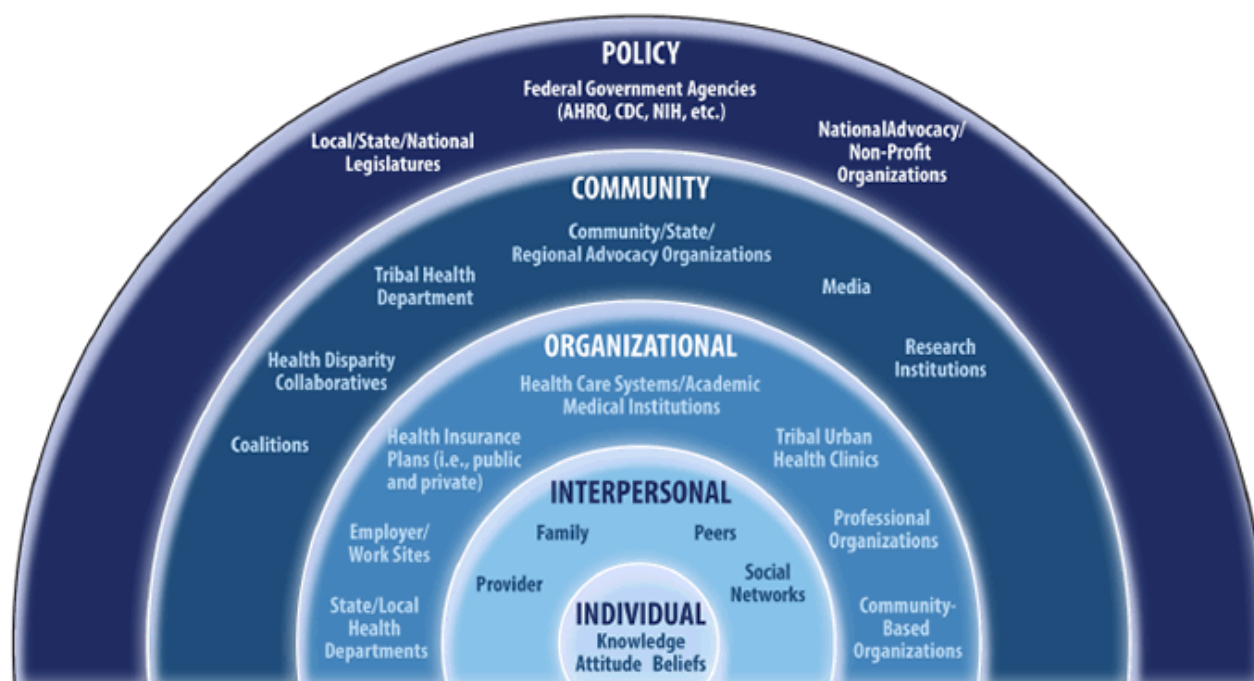 POLICY
Federal Government Agencies
(AHRQ, CDC, NIH, etc.)
Local/State/National
Legislatures
NationalAdvocacy/
Non-Profit
Organizations
COMMUNITY
Community/State/
Regional Advocacy Organizations
Tribal Health
Department
Media
Health Disparity
Collaboratives
Research
Institutions
Coalitions
ORGANIZATIONAL
Health Care Systems/Academic
Medical Institutions
Health Insurance
Plans (i.e., public
and private)
Tribal Urban
Health Clinics
Employer/
Work Sites
Professional
Organizations
State/Local
Health
Departments
Community-
Based
Organizations
INTERPERSONAL
Family
Peers
Provider
Social
Networks
INDIVIDUAL
Knowledge
Attitude Beliefs